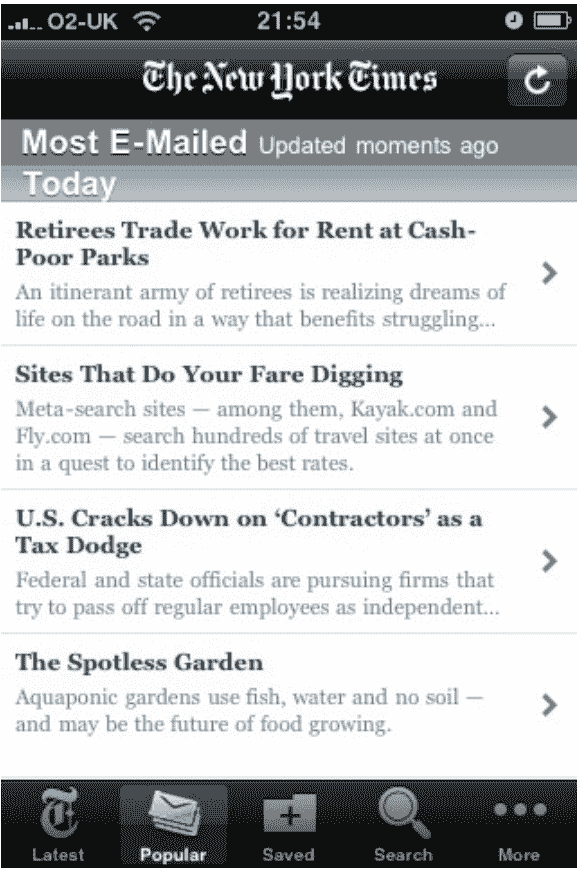 O2-UK 21:54
The New York Times
Most E-Mailed Updated moments ago
Today
Retirees Trade Work for Rent at Cash-
Poor Parks
An itinerant army of retirees is realizing dreams of
life on the road in a way that benefits struggling...
Sites That Do Your Fare Digging
Meta-search sites — among them, Kayak.com and
Fly.com — search hundreds of travel sites at once
in a quest to identify the best rates.
U.S. Cracks Down on ‘Contractors’ as a
Tax Dodge
Federal and state officials are pursuing firms that
try to pass off regular employees as independent...
The Spotless Garden
Aquaponic gardens use fish, water and no soil —
and may be the future of food growing.
Latest Popular Saved Search More